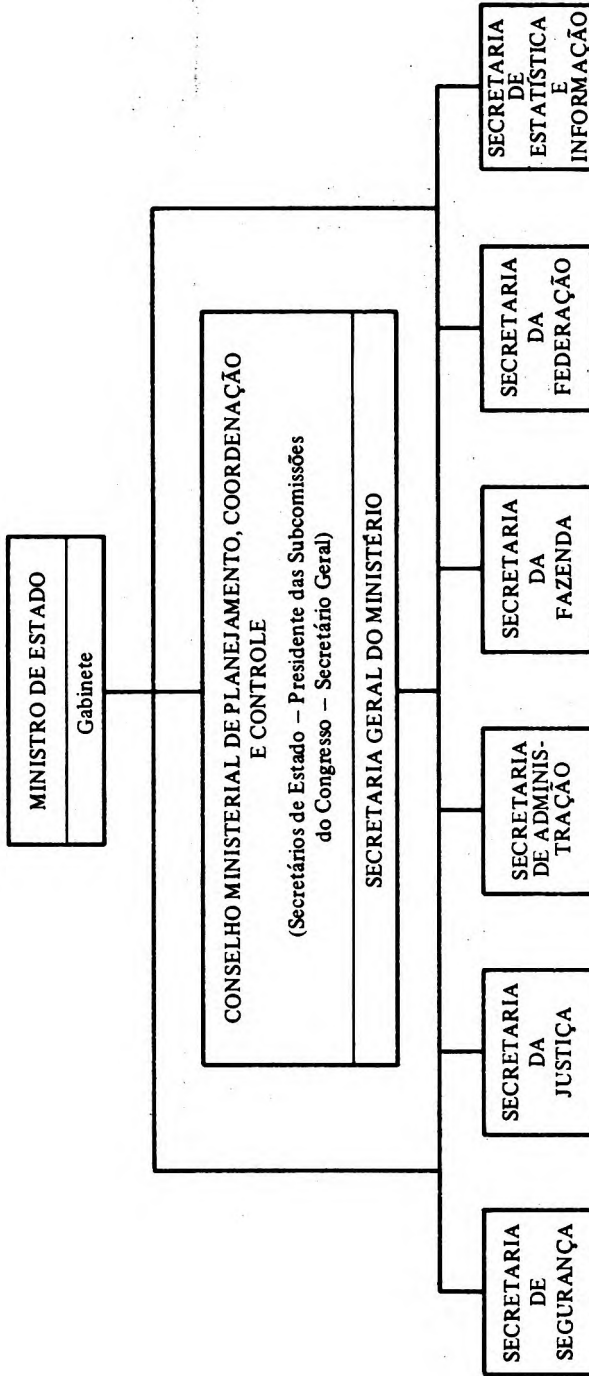 MINISTRO DE ESTADO
Gabinete
CONSELHO MINISTERIAL DE PLANEJAMENTO, COORDENAÇÃO
E CONTROLE
(Secretários de Estado – Presidente das Subcomissões
do Congresso – Secretário Geral)
SECRETARIA GERAL DO MINISTÉRIO
SECRETARIA
DE
SEGURANÇA
SECRETARIA
DA
JUSTIÇA
SECRETARIA
DE ADMINIS-
TRAÇÃO
SECRETARIA
DA
FAZENDA
SECRETARIA
DA
FEDERAÇÃO
SECRETARIA
DE
ESTATÍSTICA
E
INFORMAÇÃO